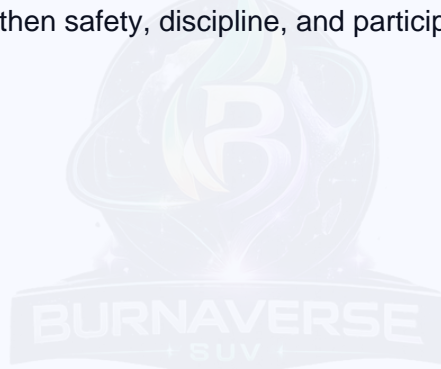 then safety, discipline, and particip
B
BURNAVERSE
SUV